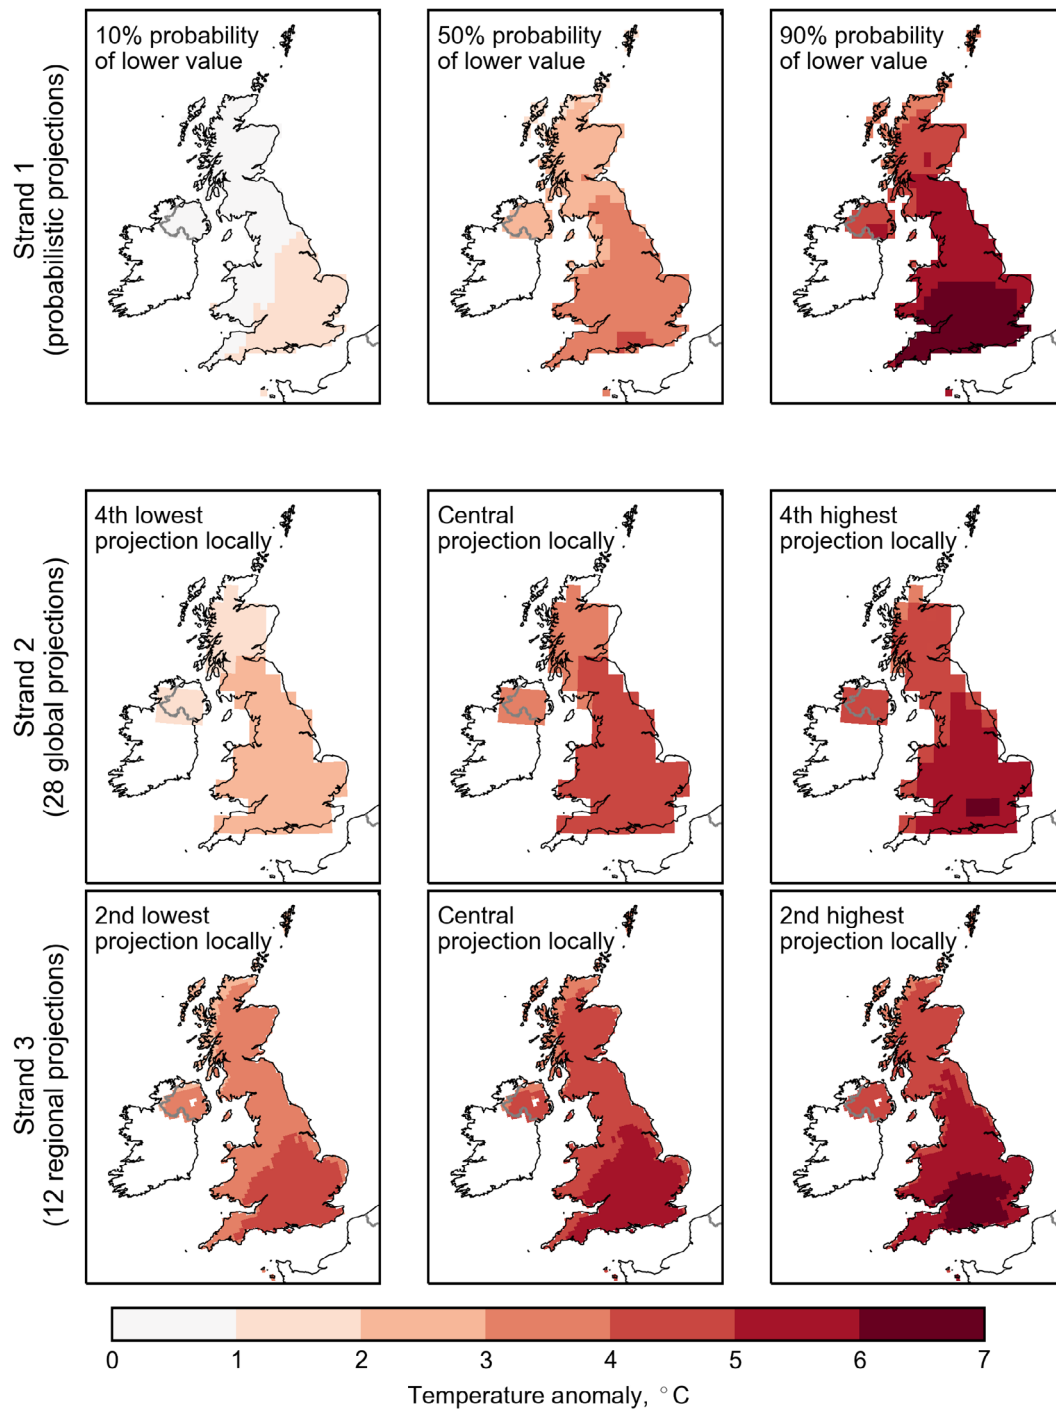 10% probability
of lower value
50% probability
of lower value
90% probability
of lower value
Strand 1
(probabilistic projections)
4th lowest
projection locally
Central
projection locally
4th highest
projection locally
Strand 2
(28 global projections)
2nd lowest
projection locally
Central
projection locally
2nd highest
projection locally
Strand 3
(12 regional projections)
0 1 2 3 4 5 6 7
Temperature anomaly, °C